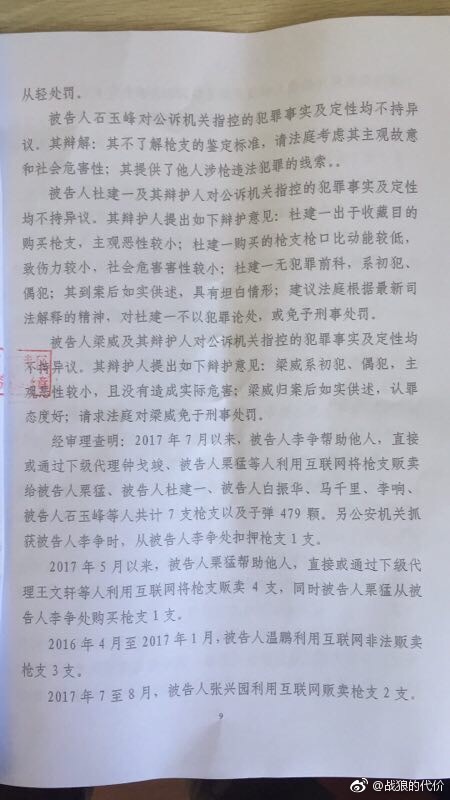 从轻处罚。
被告人石玉峰对公诉机关指控的犯罪事实及定性均不持异
议。其辩解：其不了解枪支的鉴定标准，请法庭考虑其主观故意
和社会危害性；其提供了他人涉枪违法犯罪的线索。。
被告人杜建一及其辩护人对公诉机关指控的犯罪事实及定性
均不持异议。其辩护人提出如下辩护意见：杜建一出于收藏目的
购买枪支，主观恶性较小；杜建一购买的枪支枪口比动能较低，
致伤力较小，社会危害害性较小；杜建一无犯罪前科，系初犯、
偶犯；其到案后如实供述，具有坦白情形；建议法庭根据最新司
法解释的精神，对杜建一不以犯罪论处，或免于刑事处罚。
被告人梁威及其辩护人对公诉机关指控的犯罪事实及定性均
不持异议。其辩护人提出如下辩护意见：梁威系初犯、偶犯，主
观恶性较小，且没有造成实际危害；梁威归案后如实供述，认罪
态度好；请求法庭对梁威免于刑事处罚。
经审理查明：2017 年 7 月以来，被告人李争帮助他人，直接
或通过下级代理钟戈竣、被告人栗猛等人利用互联网将枪支贩卖
给被告人栗猛、被告人杜建一、被告人白振华、马千里、李响、
被告人石玉峰等人共计 7 支枪支以及子弹 479 颗。另公安机关抓
获被告人李争时，从被告人李争处扣押枪支 1 支。
2017 年 5 月以来，被告人栗猛帮助他人，直接或通过下级代
理王文轩等人利用互联网将枪支贩卖 4 支，同时被告人栗猛从被
告人李争处购买枪支 1 支。
2016 年 4 月至 2017 年 1 月，被告人温鹏利用互联网非法贩卖
枪支 3 支。
2017 年 7 至 8 月，被告人张兴园利用互联网贩卖枪支 2 支。
9
@战狼的代价